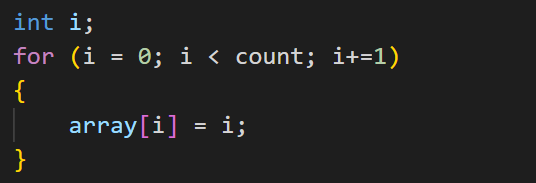 int i;
for (i = 0; i < count; i+=1)
{
    array[i] = i;
}